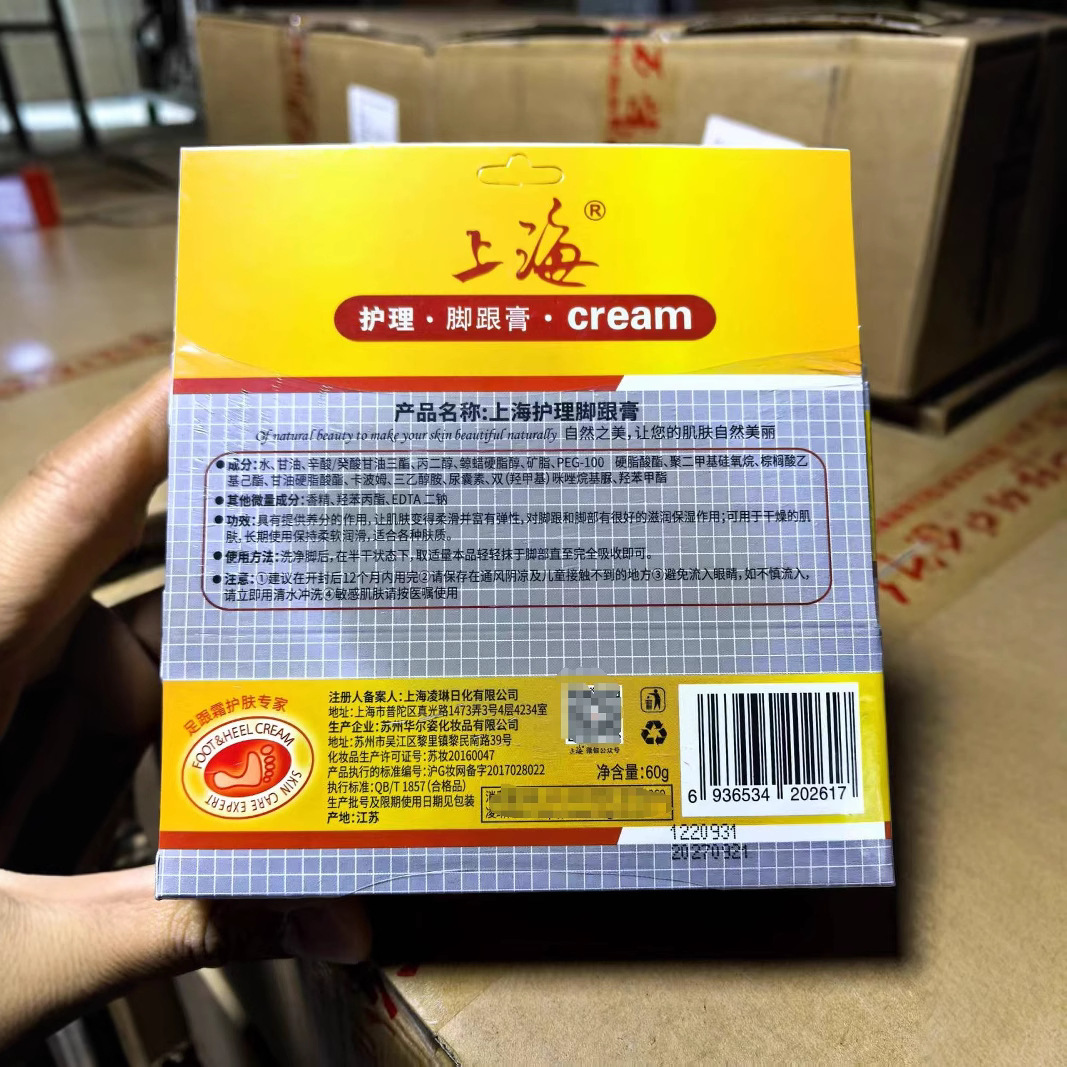 上海®
护理·脚跟膏·cream
产品名称:上海护理脚跟膏
Of natural beauty to make your skin beautiful naturally 自然之美,让您的肌肤自然美丽
●成分:水、甘油、辛酸/癸酸甘油三酯、丙二醇、鲸蜡硬脂醇、矿脂、PEG-100 硬脂酸酯、聚二甲基硅氧烷、棕榈酸乙
基己酯、甘油硬脂酸酯、卡波姆、三乙醇胺、尿囊素、双(羟甲基)咪唑烷基脲、羟苯甲酯
●其他微量成分:香精、羟苯丙酯、EDTA 二钠
●功效:具有提供养分的作用,让肌肤变得柔滑并富有弹性,对脚跟和脚部有很好的滋润保湿作用;可用于干燥的肌
肤,长期使用保持柔软润滑,适合各种肤质。
●使用方法:洗净脚后,在半干状态下,取适量本品轻轻抹于脚部直至完全吸收即可。
●注意:①建议在开封后12个月内用完②请保存在通风阴凉及儿童接触不到的地方③避免流入眼睛,如不慎流入,
请立即用清水冲洗④敏感肌肤请按医嘱使用
足跟霜护肤专家
FOOT&HEEL CREAM
SKIN CARE EXPERT
注册人备案人:上海凌琳日化有限公司
地址:上海市普陀区真光路1473弄3号4层4234室
生产企业:苏州华尔姿化妆品有限公司
地址:苏州市吴江区黎里镇黎民南路39号
化妆品生产许可证号:苏妆20160047
产品执行的标准编号:沪G妆网备字2017028022
执行标准:QB/T 1857(合格品)
生产批号及限期使用日期见包装
产地:江苏
上海 微信公众号
净含量:60g
6 936534 202617
1220931
20270921